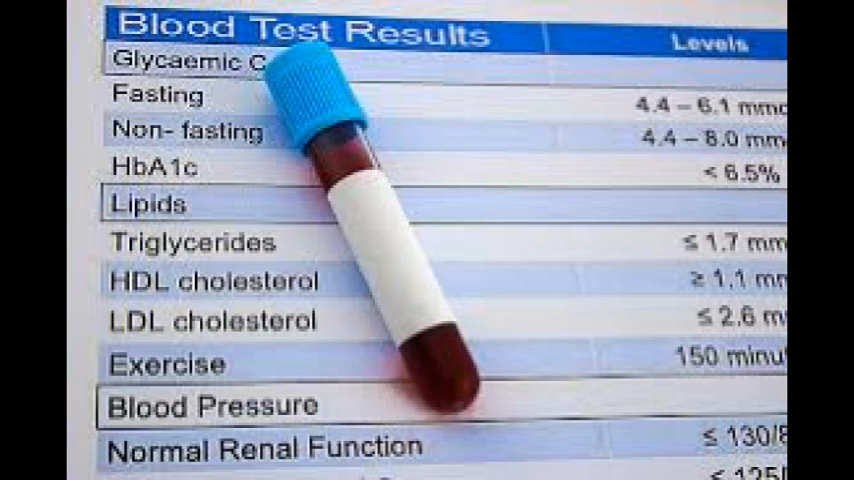 Blood Test Results Levels
Glycaemic C
Fasting 4.4 – 6.1 mmo
Non- fasting 4.4 – 8.0 mm
HbA1c < 6.5%
Lipids
Triglycerides ≤ 1.7 mm
HDL cholesterol ≥ 1.1 mm
LDL cholesterol ≤ 2.6 m
Exercise 150 minut
Blood Pressure
Normal Renal Function ≤ 130/8
< 125/